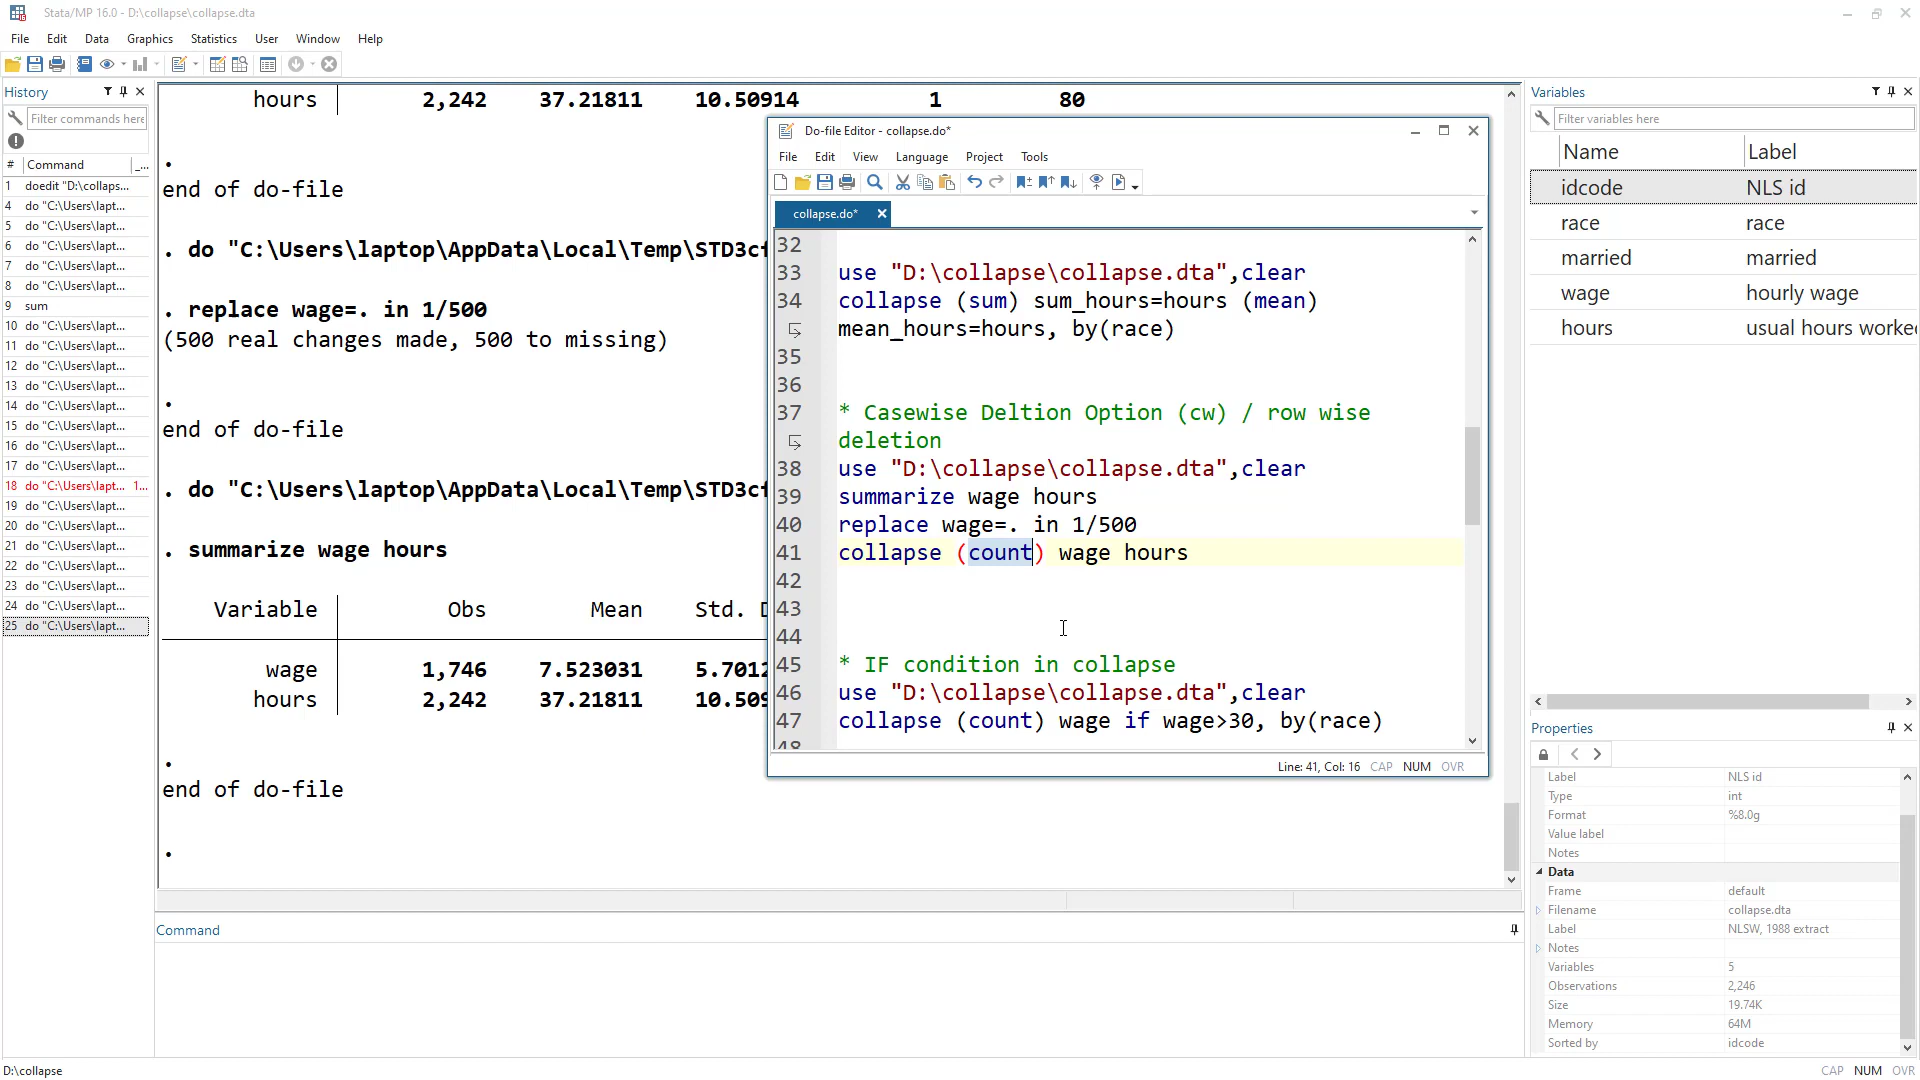 Stata/MP 16.0 - D:\collapse\collapse.dta
File Edit Data Graphics Statistics User Window Help
History
Filter commands here
# Command _...
1 doedit "D:\collaps...
4 do "C:\Users\lapt...
5 do "C:\Users\lapt...
6 do "C:\Users\lapt...
7 do "C:\Users\lapt...
8 do "C:\Users\lapt...
9 sum
10 do "C:\Users\lapt...
11 do "C:\Users\lapt...
12 do "C:\Users\lapt...
13 do "C:\Users\lapt...
14 do "C:\Users\lapt...
15 do "C:\Users\lapt...
16 do "C:\Users\lapt...
17 do "C:\Users\lapt...
18 do "C:\Users\lapt... 1...
19 do "C:\Users\lapt...
20 do "C:\Users\lapt...
21 do "C:\Users\lapt...
22 do "C:\Users\lapt...
23 do "C:\Users\lapt...
24 do "C:\Users\lapt...
25 do "C:\Users\lapt...
hours 2,242 37.21811 10.50914 1 80
.
end of do-file
. do "C:\Users\laptop\AppData\Local\Temp\STD3cf
. replace wage=. in 1/500
(500 real changes made, 500 to missing)
.
end of do-file
. do "C:\Users\laptop\AppData\Local\Temp\STD3cf
. summarize wage hours
Variable Obs Mean Std. D
wage 1,746 7.523031 5.7012
hours 2,242 37.21811 10.509
.
end of do-file
.
Command
Do-file Editor - collapse.do*
File Edit View Language Project Tools
collapse.do*
32
33 use "D:\collapse\collapse.dta",clear
34 collapse (sum) sum_hours=hours (mean)
mean_hours=hours, by(race)
35
36
37 * Casewise Deltion Option (cw) / row wise
deletion
38 use "D:\collapse\collapse.dta",clear
39 summarize wage hours
40 replace wage=. in 1/500
41 collapse (count) wage hours
42
43
44
45 * IF condition in collapse
46 use "D:\collapse\collapse.dta",clear
47 collapse (count) wage if wage>30, by(race)
48
Line: 41, Col: 16 CAP NUM OVR
Variables
Filter variables here
Name Label
idcode NLS id
race race
married married
wage hourly wage
hours usual hours worke
Properties
Label NLS id
Type int
Format %8.0g
Value label
Notes
Data
Frame default
Filename collapse.dta
Label NLSW, 1988 extract
Notes
Variables 5
Observations 2,246
Size 19.74K
Memory 64M
Sorted by idcode
D:\collapse
CAP NUM OVR